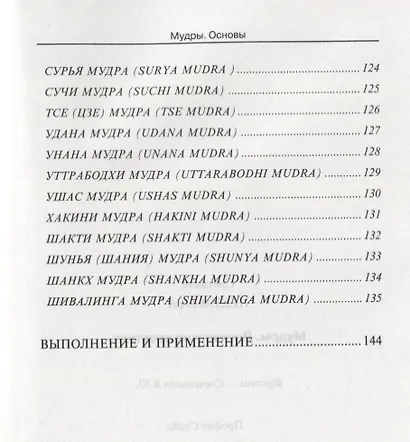 Мудры. Основы
СУРЬЯ МУДРА (SURYA MUDRA ) 124
СУЧИ МУДРА (SUCHI MUDRA) 125
ТСЕ (ЦЗЕ) МУДРА (TSE MUDRA) 126
УДАНА МУДРА (UDANA MUDRA) 127
УНАНА МУДРА (UNANA MUDRA) 128
УТТРАБОДХИ МУДРА (UTTARABODHI MUDRA) 129
УШАС МУДРА (USHAS MUDRA) 130
ХАКИНИ МУДРА (HAKINI MUDRA) 131
ШАКТИ МУДРА (SHAKTI MUDRA) 132
ШУНЬЯ (ШАНИЯ) МУДРА (SHUNYA MUDRA) 133
ШАНКХ МУДРА (SHANKHA MUDRA) 134
ШИВАЛИНГА МУДРА (SHIVALINGA MUDRA) 135
ВЫПОЛНЕНИЕ И ПРИМЕНЕНИЕ 144